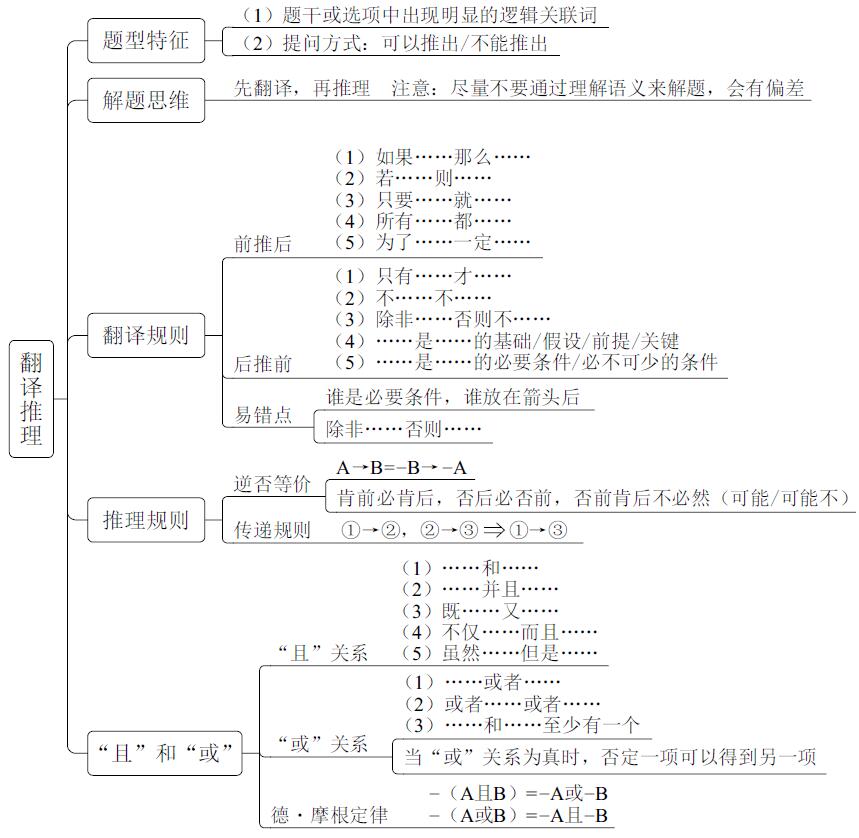 翻译推理
题型特征
（1）题干或选项中出现明显的逻辑关联词
（2）提问方式：可以推出/不能推出
解题思维
先翻译，再推理　注意：尽量不要通过理解语义来解题，会有偏差
翻译规则
前推后
（1）如果……那么……
（2）若……则……
（3）只要……就……
（4）所有……都……
（5）为了……一定……
后推前
（1）只有……才……
（2）不……不……
（3）除非……否则不……
（4）……是……的基础/假设/前提/关键
（5）……是……的必要条件/必不可少的条件
易错点
谁是必要条件，谁放在箭头后
除非……否则……
推理规则
逆否等价
A→B=−B→−A
肯前必肯后，否后必否前，否前肯后不必然（可能/可能不）
传递规则
①→②，②→③⇒①→③
“且”和“或”
“且”关系
（1）……和……
（2）……并且……
（3）既……又……
（4）不仅……而且……
（5）虽然……但是……
“或”关系
（1）……或者……
（2）或者……或者……
（3）……和……至少有一个
当“或”关系为真时，否定一项可以得到另一项
德·摩根定律
−（A且B）=−A或−B
−（A或B）=−A且−B